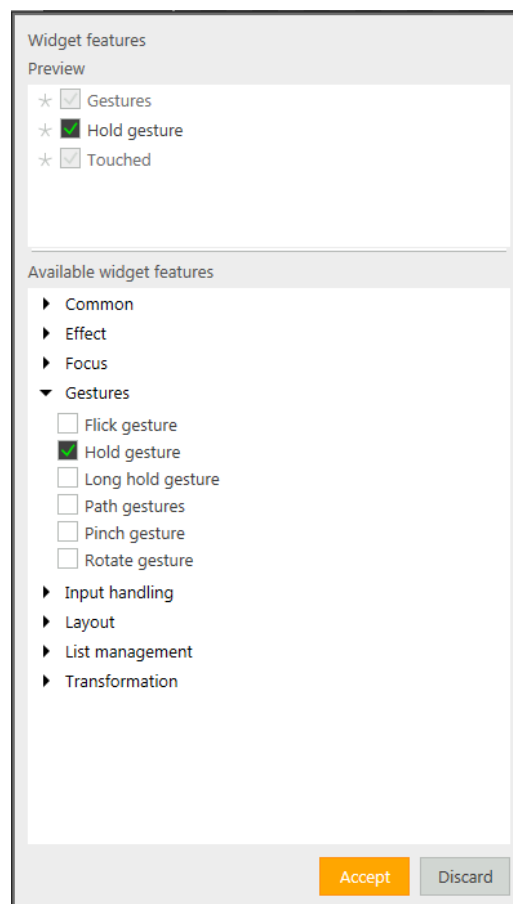 Widget features
Preview
Gestures
Hold gesture
Touched
Available widget features
Common
Effect
Focus
Gestures
Flick gesture
Hold gesture
Long hold gesture
Path gestures
Pinch gesture
Rotate gesture
Input handling
Layout
List management
Transformation
Accept Discard